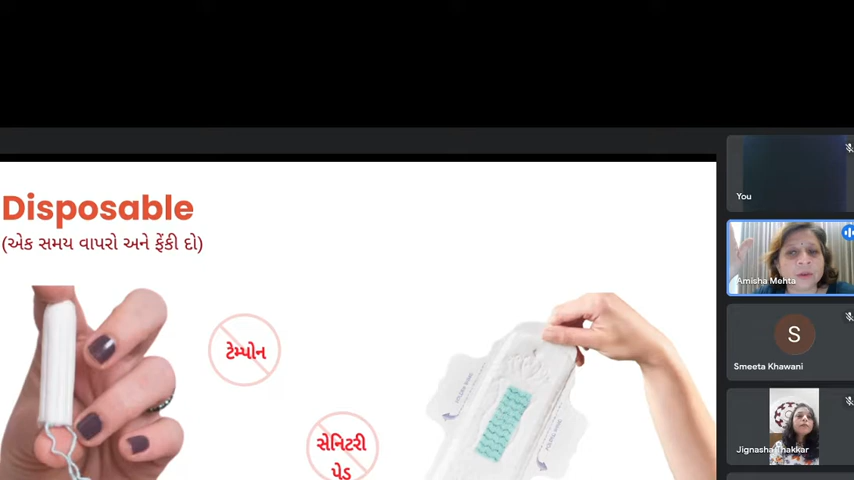 Disposable
(એક સમય વાપરો અને ફેંકી દો)
ટેમ્પોન
સેનિટરી
પેડ
You
Amisha Mehta
S
Smeeta Khawani
Jignasha Thakkar